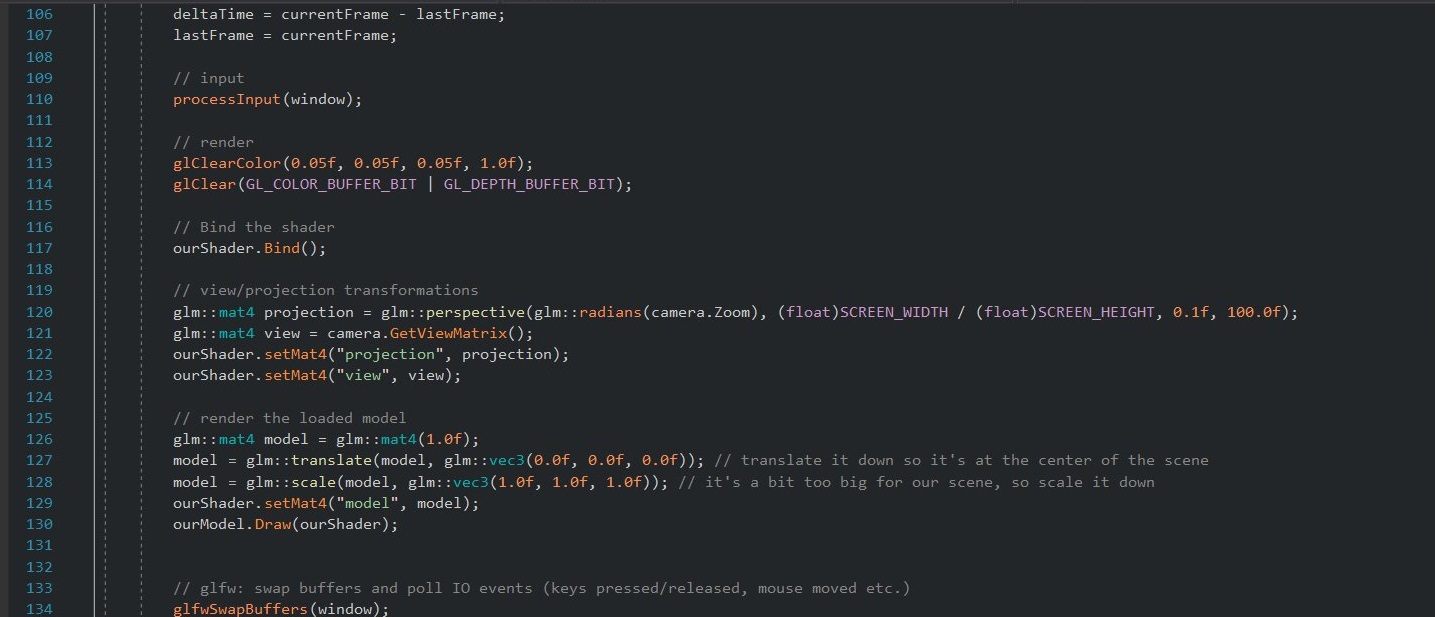 106 deltaTime = currentFrame - lastFrame;
107 lastFrame = currentFrame;
108
109 // input
110 processInput(window);
111
112 // render
113 glClearColor(0.05f, 0.05f, 0.05f, 1.0f);
114 glClear(GL_COLOR_BUFFER_BIT | GL_DEPTH_BUFFER_BIT);
115
116 // Bind the shader
117 ourShader.Bind();
118
119 // view/projection transformations
120 glm::mat4 projection = glm::perspective(glm::radians(camera.Zoom), (float)SCREEN_WIDTH / (float)SCREEN_HEIGHT, 0.1f, 100.0f);
121 glm::mat4 view = camera.GetViewMatrix();
122 ourShader.setMat4("projection", projection);
123 ourShader.setMat4("view", view);
124
125 // render the loaded model
126 glm::mat4 model = glm::mat4(1.0f);
127 model = glm::translate(model, glm::vec3(0.0f, 0.0f, 0.0f)); // translate it down so it's at the center of the scene
128 model = glm::scale(model, glm::vec3(1.0f, 1.0f, 1.0f)); // it's a bit too big for our scene, so scale it down
129 ourShader.setMat4("model", model);
130 ourModel.Draw(ourShader);
131
132
133 // glfw: swap buffers and poll IO events (keys pressed/released, mouse moved etc.)
134 glfwSwapBuffers(window);